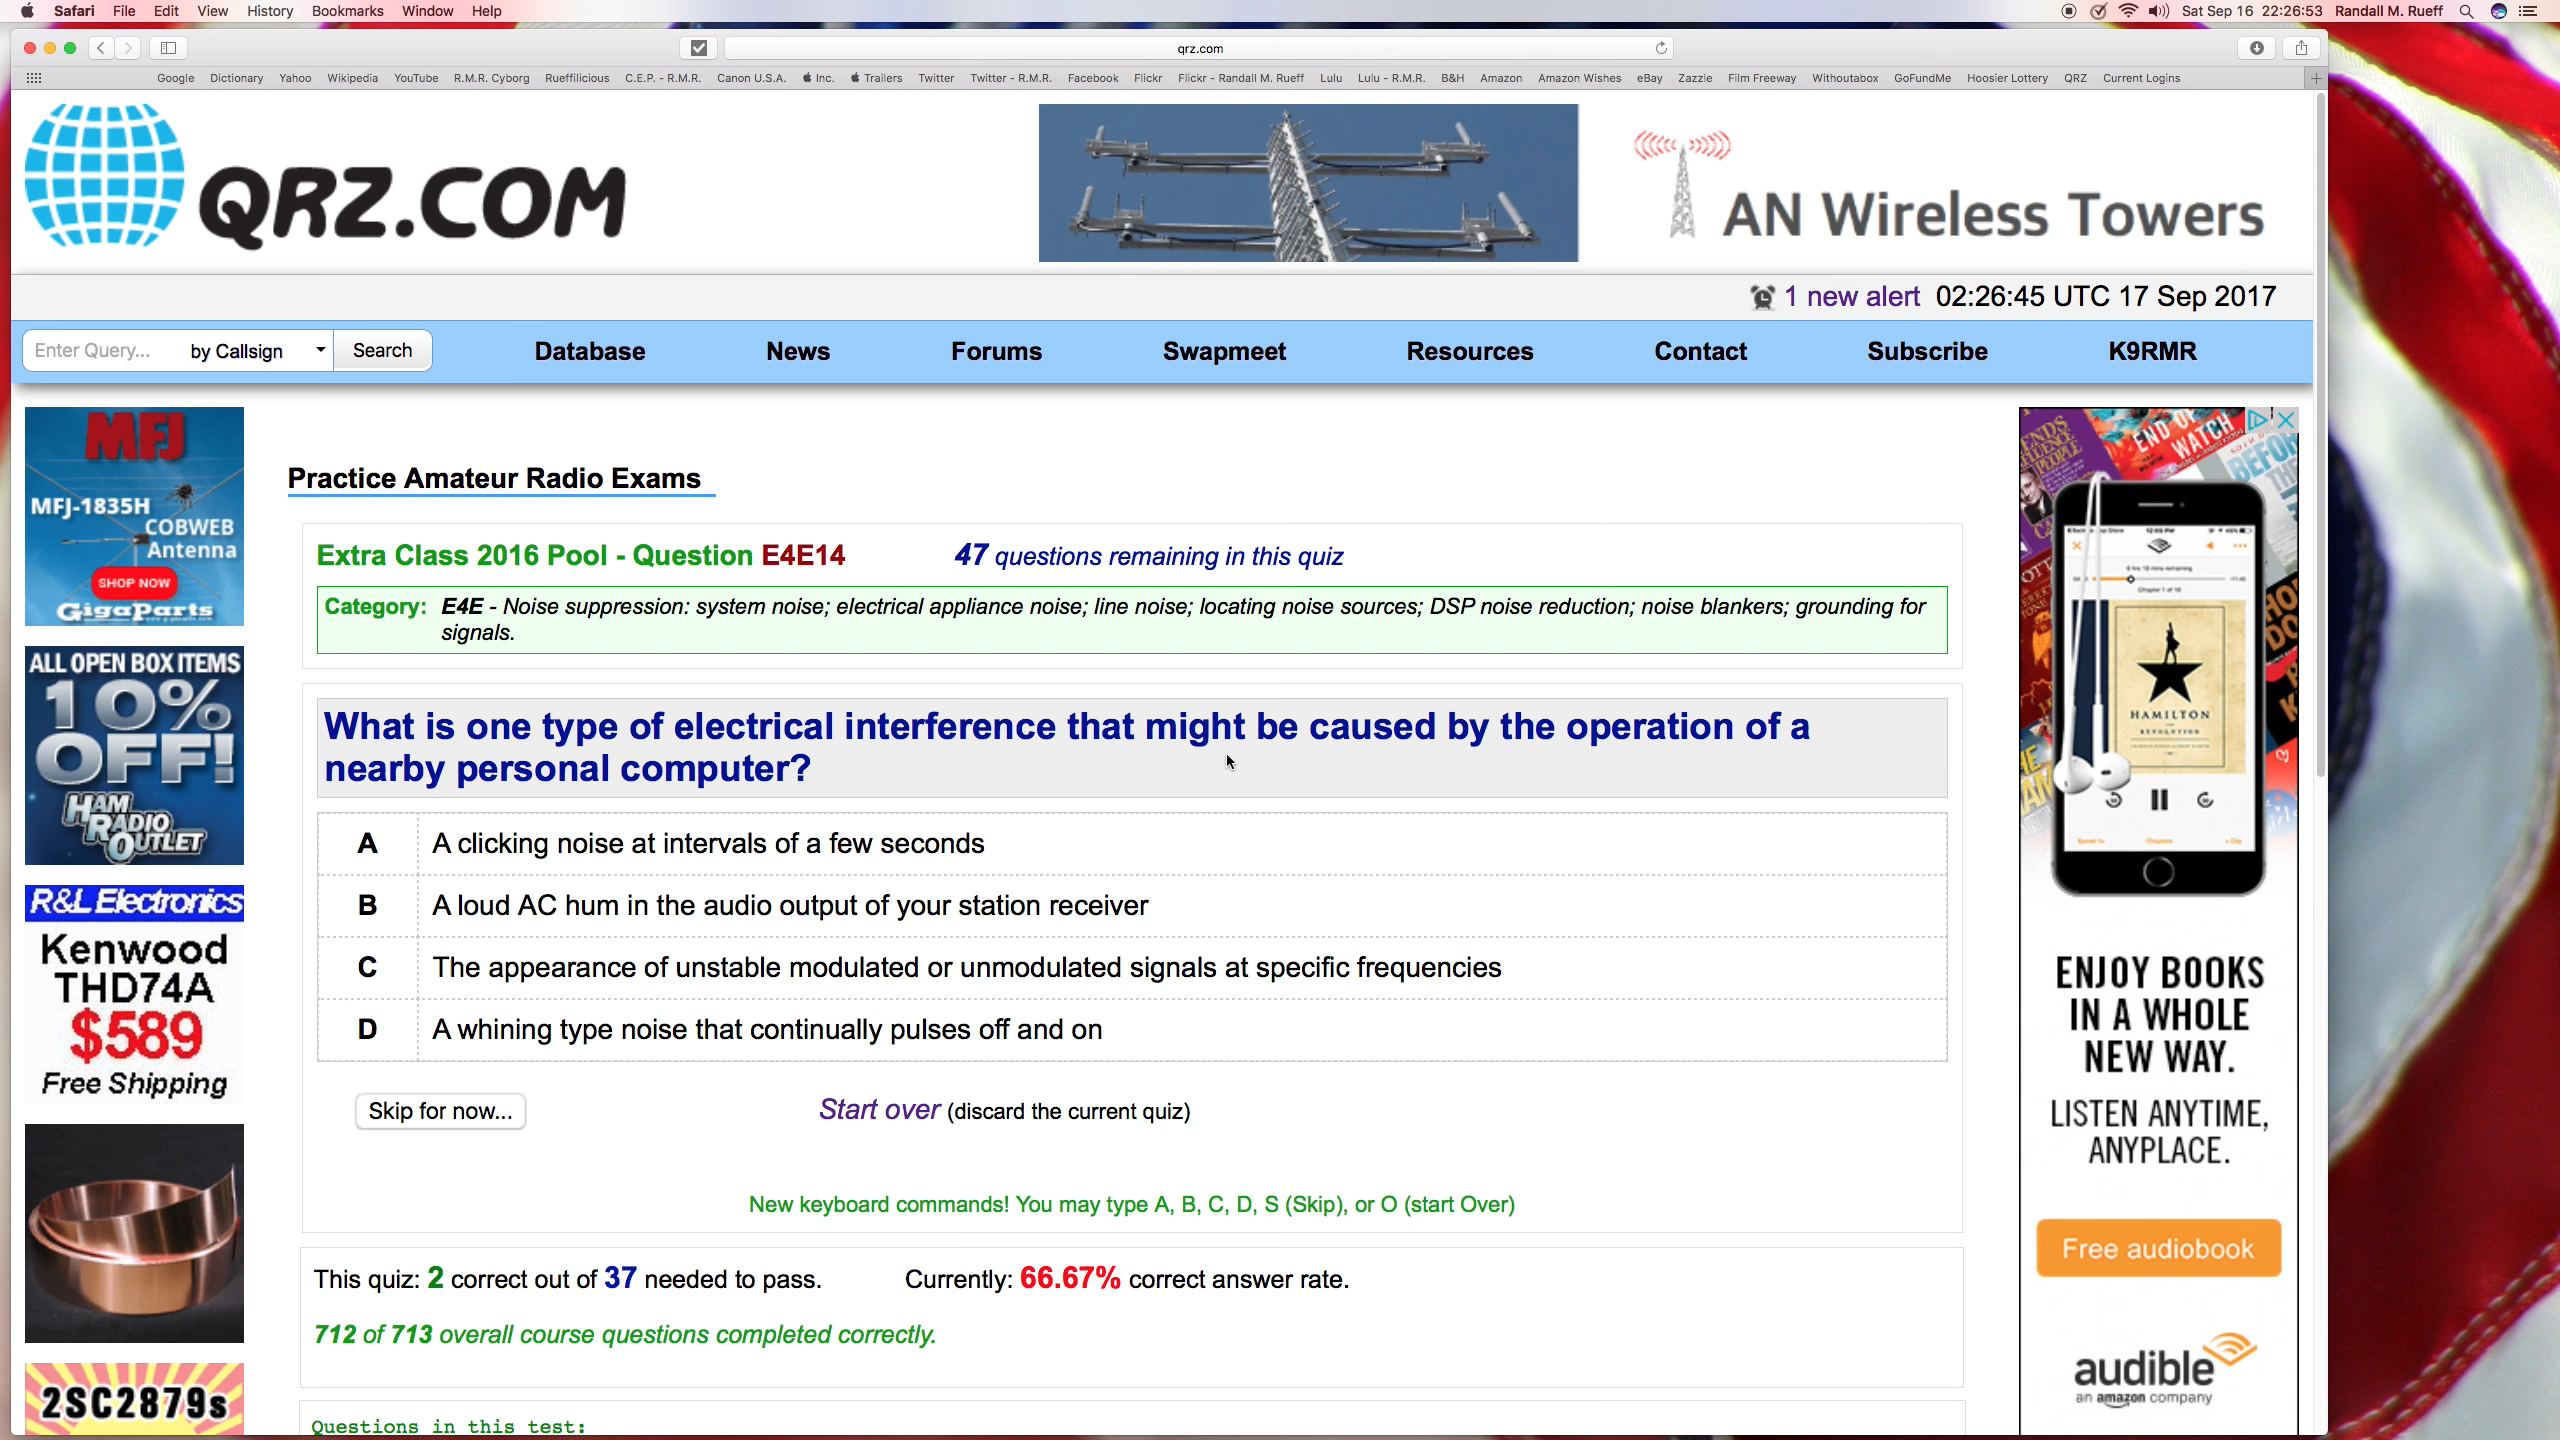 Safari File Edit View History Bookmarks Window Help
Sat Sep 16 22:26:53 Randall M. Rueff
qrz.com
Google Dictionary Yahoo Wikipedia YouTube R.M.R. Cyborg Rueffilicious C.E.P. - R.M.R. Canon U.S.A. Inc. Trailers Twitter Twitter - R.M.R. Facebook Flickr Flickr - Randall M. Rueff Lulu Lulu - R.M.R. B&H Amazon Amazon Wishes eBay Zazzle Film Freeway Withoutabox GoFundMe Hoosier Lottery QRZ Current Logins
QRZ.COM
AN Wireless Towers
1 new alert 02:26:45 UTC 17 Sep 2017
Enter Query... by Callsign Search Database News Forums Swapmeet Resources Contact Subscribe K9RMR
MFJ
MFJ-1835H
COBWEB
Antenna
SHOP NOW
GigaParts
ALL OPEN BOX ITEMS
10%
OFF!
HAM
RADIO
OUTLET
R&L Electronics
Kenwood
THD74A
$589
Free Shipping
2SC2879s
Practice Amateur Radio Exams
Extra Class 2016 Pool - Question E4E14 47 questions remaining in this quiz
Category: E4E - Noise suppression: system noise; electrical appliance noise; line noise; locating noise sources; DSP noise reduction; noise blankers; grounding for
signals.
What is one type of electrical interference that might be caused by the operation of a
nearby personal computer?
A A clicking noise at intervals of a few seconds
B A loud AC hum in the audio output of your station receiver
C The appearance of unstable modulated or unmodulated signals at specific frequencies
D A whining type noise that continually pulses off and on
Skip for now... Start over (discard the current quiz)
New keyboard commands! You may type A, B, C, D, S (Skip), or O (start Over)
This quiz: 2 correct out of 37 needed to pass. Currently: 66.67% correct answer rate.
712 of 713 overall course questions completed correctly.
Questions in this test:
END OF
WATCH
HAMILTON
ENJOY BOOKS
IN A WHOLE
NEW WAY.
LISTEN ANYTIME,
ANYPLACE.
Free audiobook
audible
an amazon company